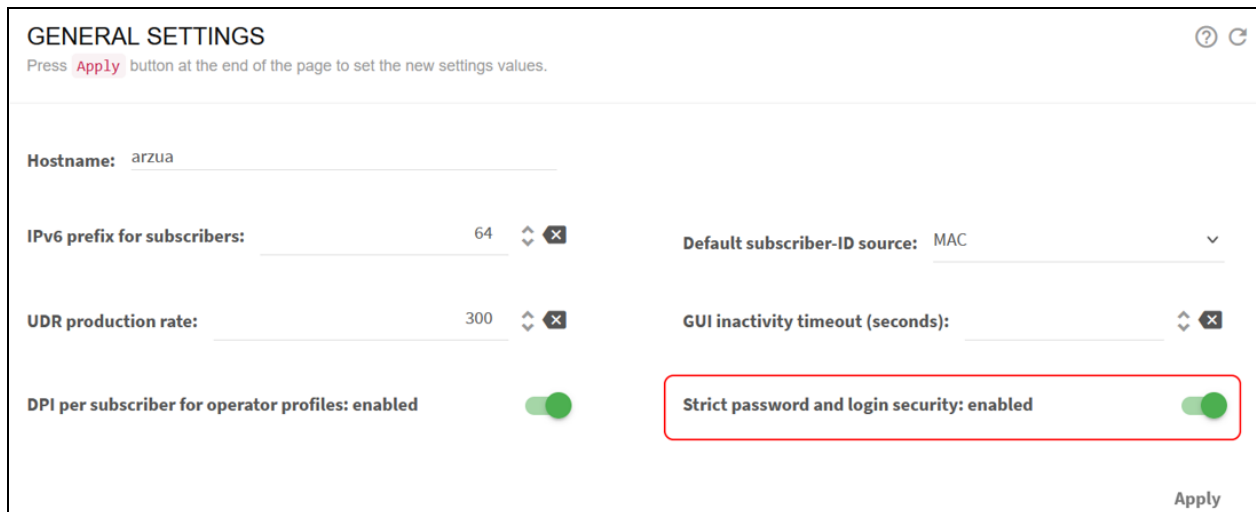 GENERAL SETTINGS
Press Apply button at the end of the page to set the new settings values.
Hostname: arzua
IPv6 prefix for subscribers: 64
Default subscriber-ID source: MAC
UDR production rate: 300
GUI inactivity timeout (seconds):
DPI per subscriber for operator profiles: enabled
Strict password and login security: enabled
Apply